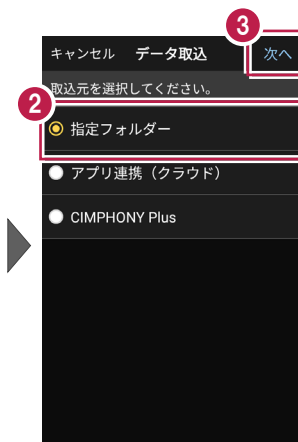 3
キャンセル データ取込 次へ
取込元を選択してください。
2
指定フォルダー
アプリ連携（クラウド）
CIMPHONY Plus